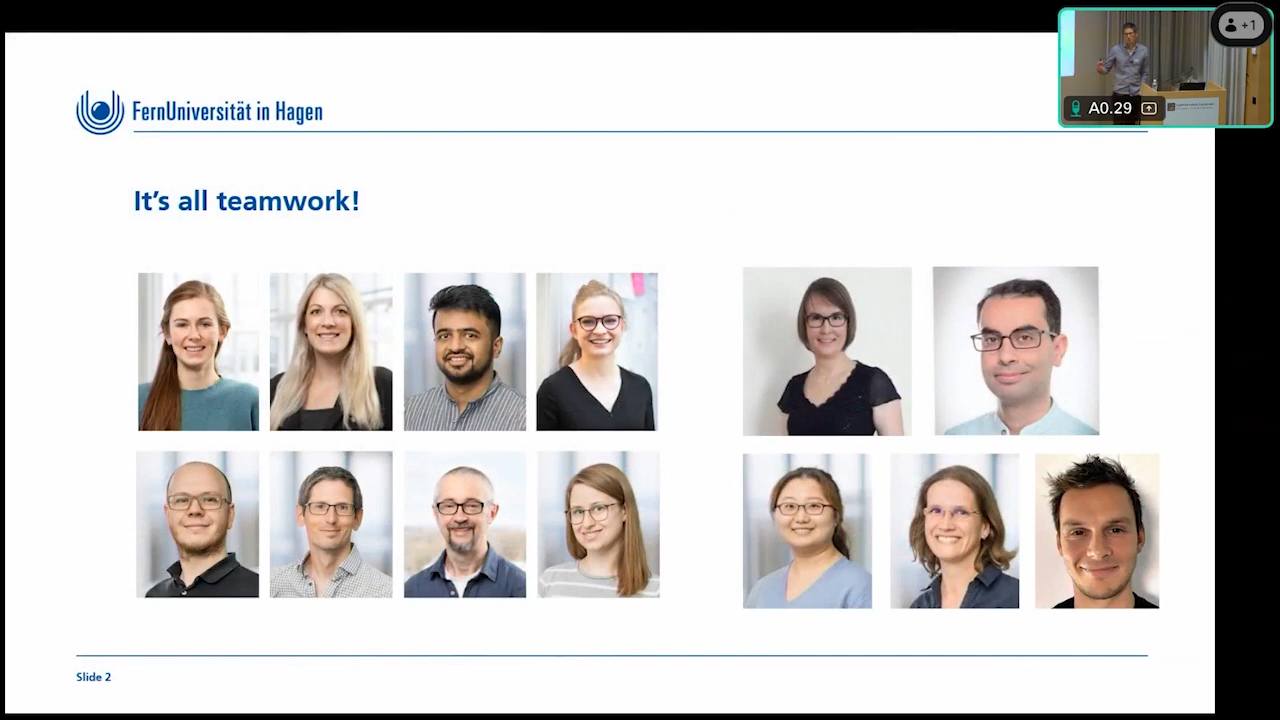 FernUniversität in Hagen
A0.29
+1
It's all teamwork!
Slide 2